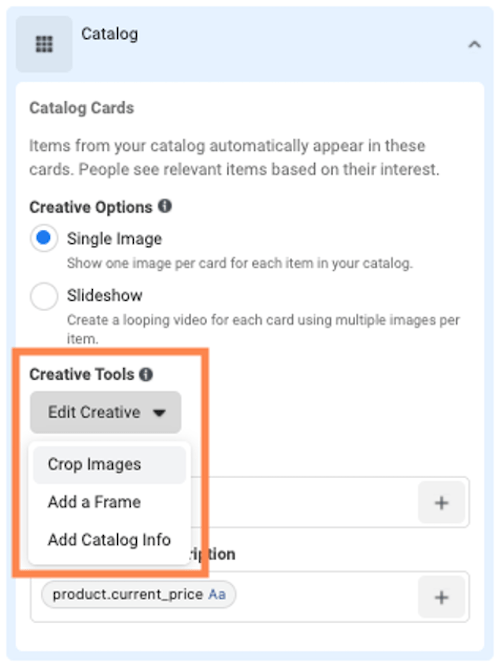 Catalog
Catalog Cards
Items from your catalog automatically appear in these
cards. People see relevant items based on their interest.
Creative Options
Single Image
Show one image per card for each item in your catalog.
Slideshow
Create a looping video for each card using multiple images per
item.
Creative Tools
Edit Creative
Crop Images
Add a Frame
Add Catalog Info
product.current_price Aa